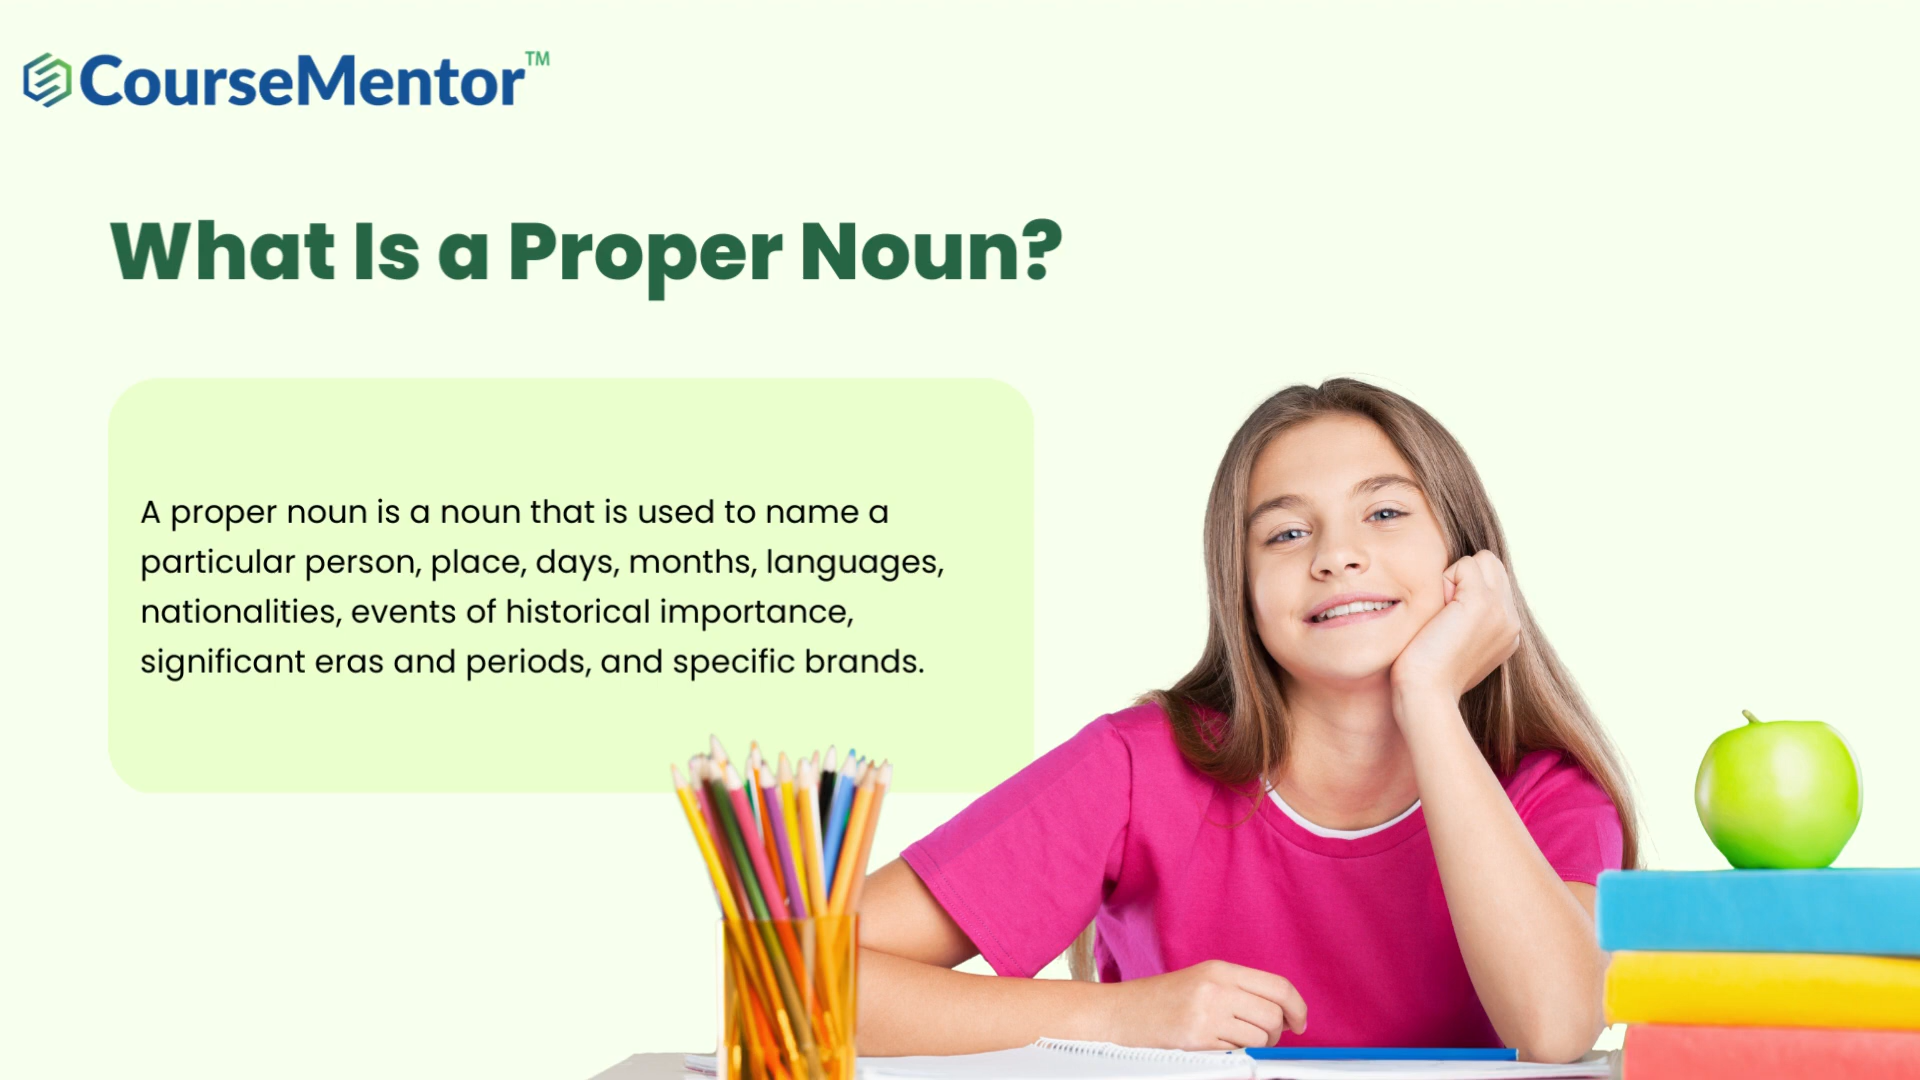 CourseMentor™
What Is a Proper Noun?
A proper noun is a noun that is used to name a
particular person, place, days, months, languages,
nationalities, events of historical importance,
significant eras and periods, and specific brands.